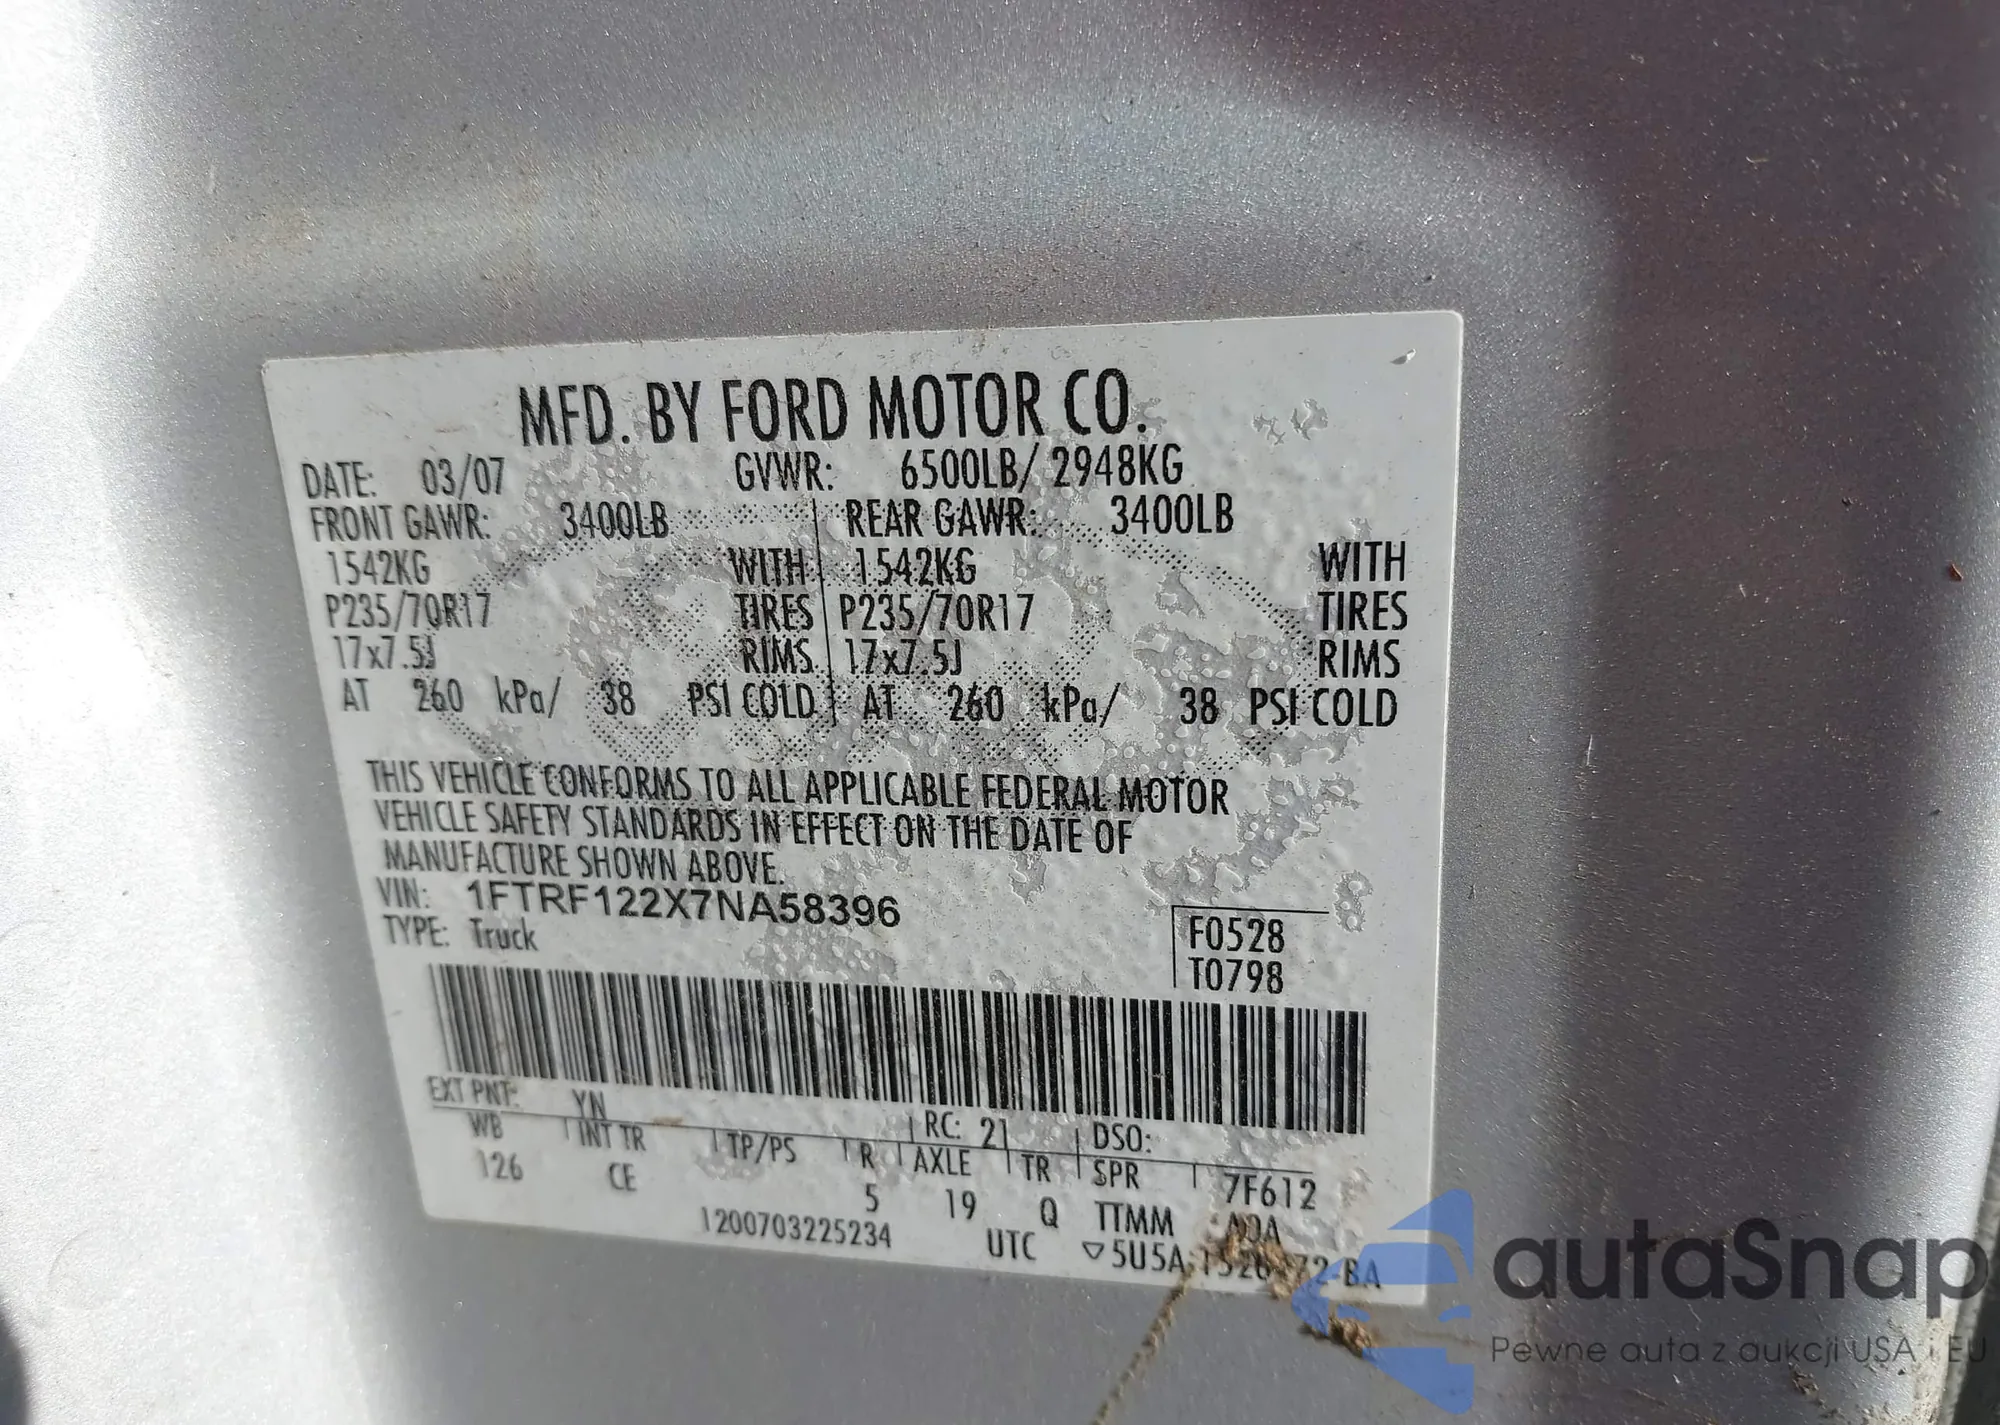 MFD. BY FORD MOTOR CO.
DATE: 03/07 GVWR: 6500LB/ 2948KG
FRONT GAWR: 3400LB REAR GAWR: 3400LB
1542KG WITH 1542KG WITH
P235/70R17 TIRES P235/70R17 TIRES
17x7.5J RIMS 17x7.5J RIMS
AT 260 kPa/ 38 PSI COLD AT 260 kPa/ 38 PSI COLD
THIS VEHICLE CONFORMS TO ALL APPLICABLE FEDERAL MOTOR
VEHICLE SAFETY STANDARDS IN EFFECT ON THE DATE OF
MANUFACTURE SHOWN ABOVE.
VIN: 1FTRF122X7NA58396
TYPE: Truck
F0528
T0798
EXT PNT: YN RC: 21 DSO:
WB INT TR TP/PS R AXLE TR SPR 7F612
126 CE 5 19 Q TTMM
1200703225234 UTC
autaSnap
Pewne auta z aukcji USA i EU